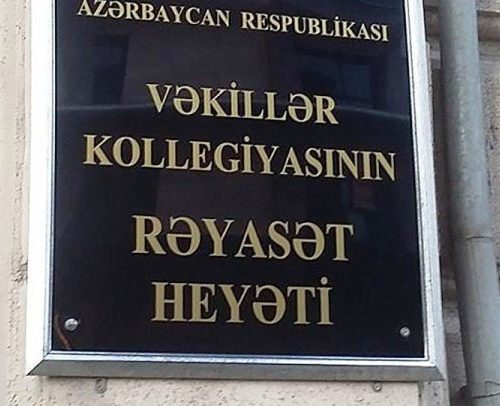 AZƏRBAYCAN RESPUBLİKASI
VƏKİLLƏR
KOLLEGİYASININ
RƏYASƏT
HEYƏTİ